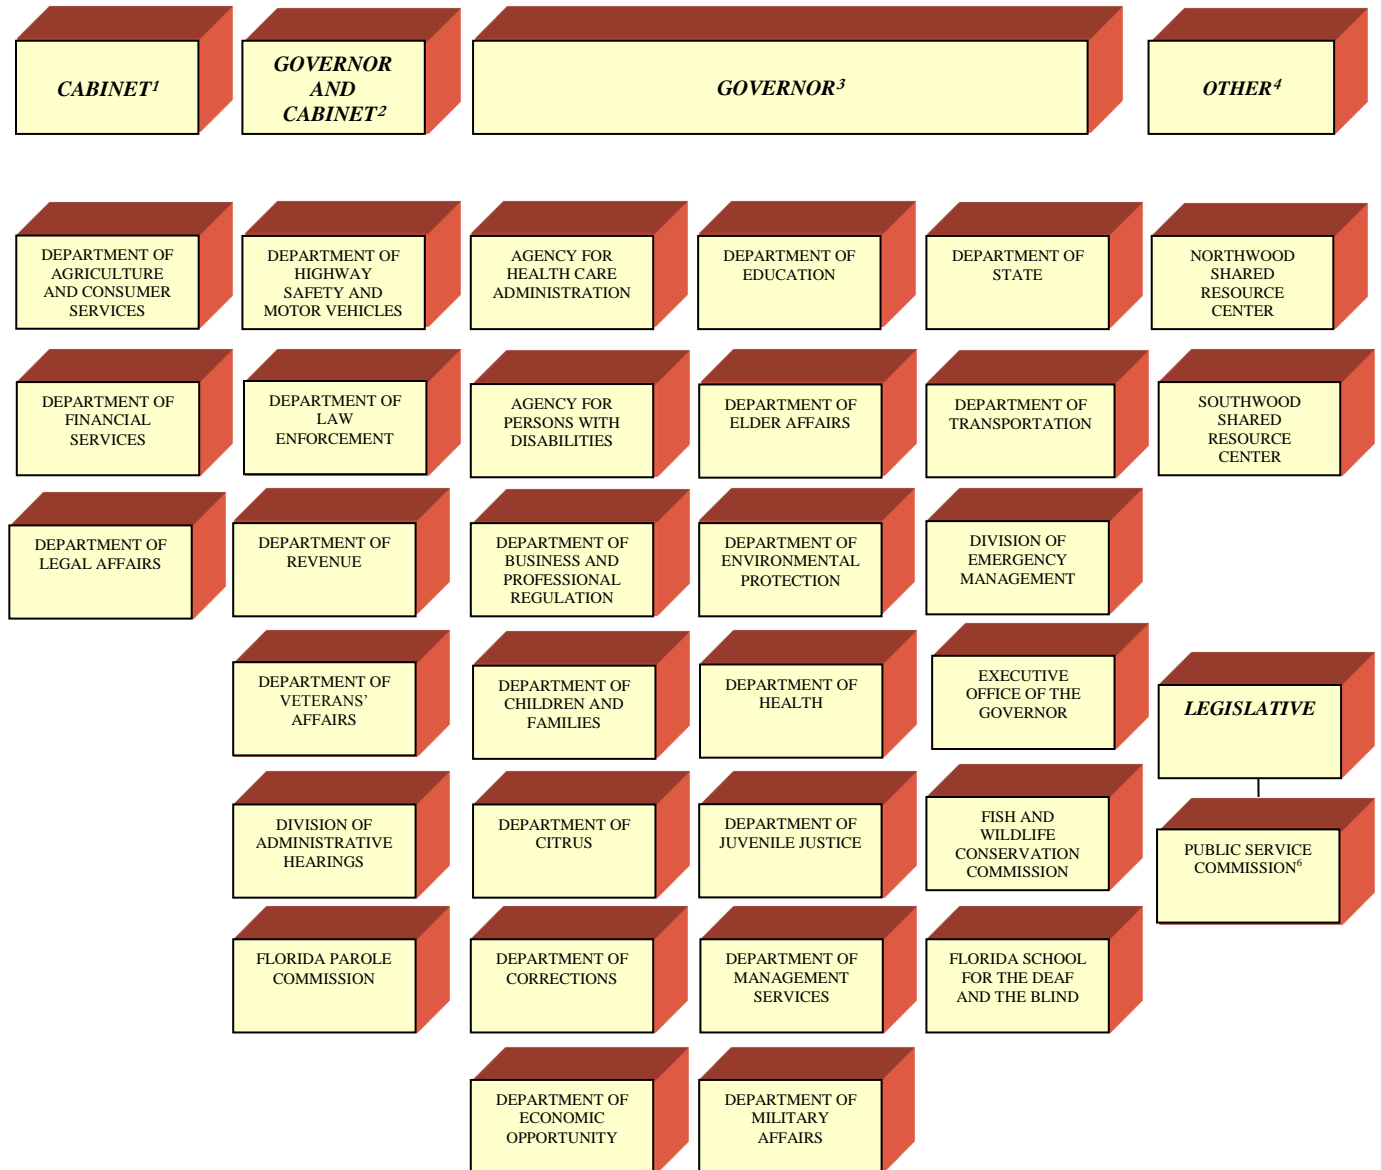 CABINET¹
GOVERNOR
AND
CABINET²
GOVERNOR³
OTHER⁴
DEPARTMENT OF
AGRICULTURE
AND CONSUMER
SERVICES
DEPARTMENT OF
HIGHWAY
SAFETY AND
MOTOR VEHICLES
AGENCY FOR
HEALTH CARE
ADMINISTRATION
DEPARTMENT OF
EDUCATION
DEPARTMENT OF
STATE
NORTHWOOD
SHARED
RESOURCE
CENTER
DEPARTMENT OF
FINANCIAL
SERVICES
DEPARTMENT OF
LAW
ENFORCEMENT
AGENCY FOR
PERSONS WITH
DISABILITIES
DEPARTMENT OF
ELDER AFFAIRS
DEPARTMENT OF
TRANSPORTATION
SOUTHWOOD
SHARED
RESOURCE
CENTER
DEPARTMENT OF
LEGAL AFFAIRS
DEPARTMENT OF
REVENUE
DEPARTMENT OF
BUSINESS AND
PROFESSIONAL
REGULATION
DEPARTMENT OF
ENVIRONMENTAL
PROTECTION
DIVISION OF
EMERGENCY
MANAGEMENT
DEPARTMENT OF
VETERANS’
AFFAIRS
DEPARTMENT OF
CHILDREN AND
FAMILIES
DEPARTMENT OF
HEALTH
EXECUTIVE
OFFICE OF THE
GOVERNOR
LEGISLATIVE
DIVISION OF
ADMINISTRATIVE
HEARINGS
DEPARTMENT OF
CITRUS
DEPARTMENT OF
JUVENILE JUSTICE
FISH AND
WILDLIFE
CONSERVATION
COMMISSION
PUBLIC SERVICE
COMMISSION⁶
FLORIDA PAROLE
COMMISSION
DEPARTMENT OF
CORRECTIONS
DEPARTMENT OF
MANAGEMENT
SERVICES
FLORIDA SCHOOL
FOR THE DEAF
AND THE BLIND
DEPARTMENT OF
ECONOMIC
OPPORTUNITY
DEPARTMENT OF
MILITARY
AFFAIRS